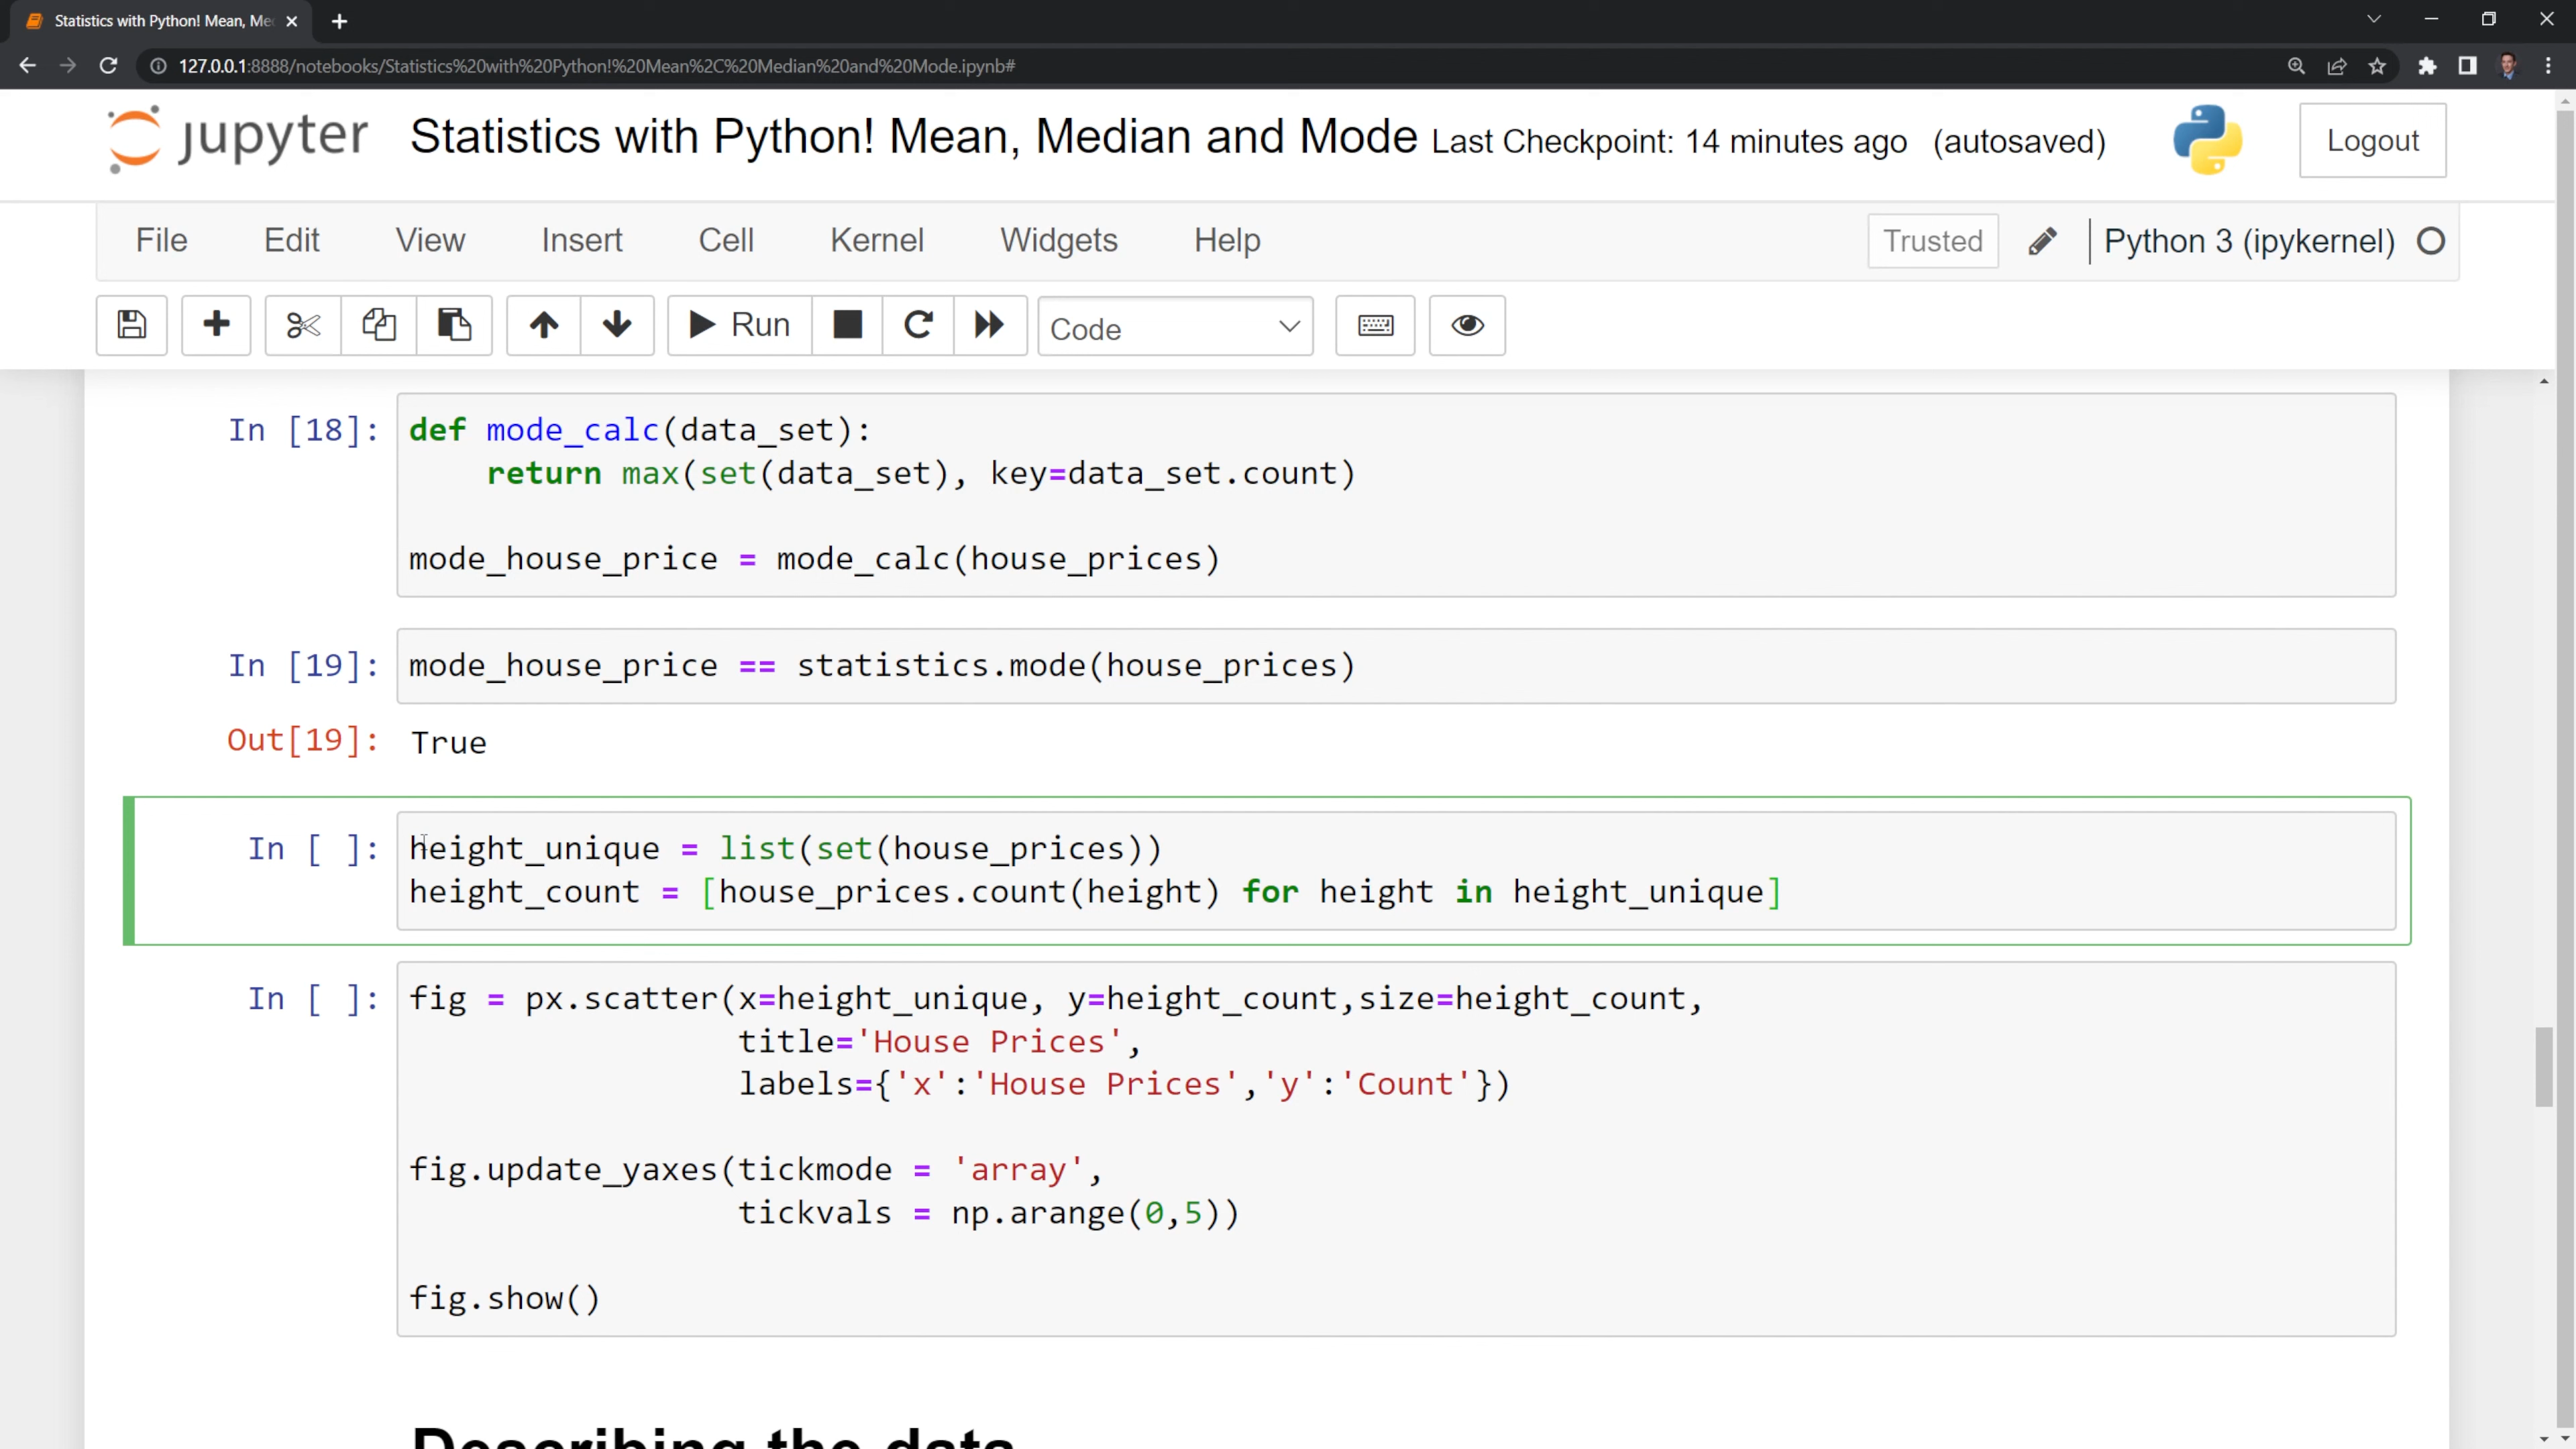 Statistics with Python! Mean, Me
127.0.0.1:8888/notebooks/Statistics%20with%20Python!%20Mean%2C%20Median%20and%20Mode.ipynb#
jupyter Statistics with Python! Mean, Median and Mode Last Checkpoint: 14 minutes ago (autosaved) Logout
File Edit View Insert Cell Kernel Widgets Help Trusted Python 3 (ipykernel)
Run Code
In [18]: def mode_calc(data_set):
return max(set(data_set), key=data_set.count)
mode_house_price = mode_calc(house_prices)
In [19]: mode_house_price == statistics.mode(house_prices)
Out[19]: True
In [ ]: height_unique = list(set(house_prices))
height_count = [house_prices.count(height) for height in height_unique]
In [ ]: fig = px.scatter(x=height_unique, y=height_count,size=height_count,
title='House Prices',
labels={'x':'House Prices','y':'Count'})
fig.update_yaxes(tickmode = 'array',
tickvals = np.arange(0,5))
fig.show()
Describing the data